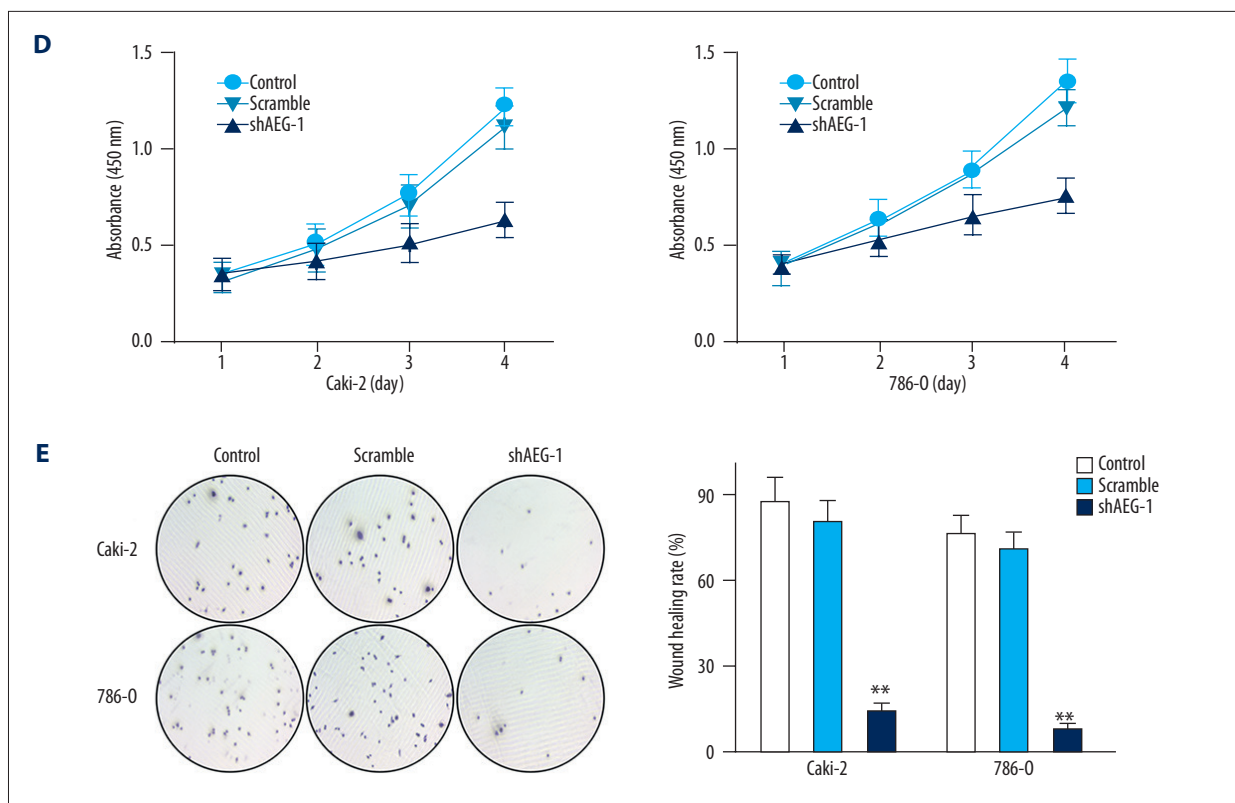 D
1.5
1.0
0.5
0.0
Absorbance (450 nm)
Control
Scramble
shAEG-1
1 2 3 4
Caki-2 (day)
1.5
1.0
0.5
0.0
Absorbance (450 nm)
Control
Scramble
shAEG-1
1 2 3 4
786-0 (day)
E
Control Scramble shAEG-1
Caki-2
786-0
90
60
30
0
Wound healing rate (%)
Control
Scramble
shAEG-1
**
**
Caki-2 786-0